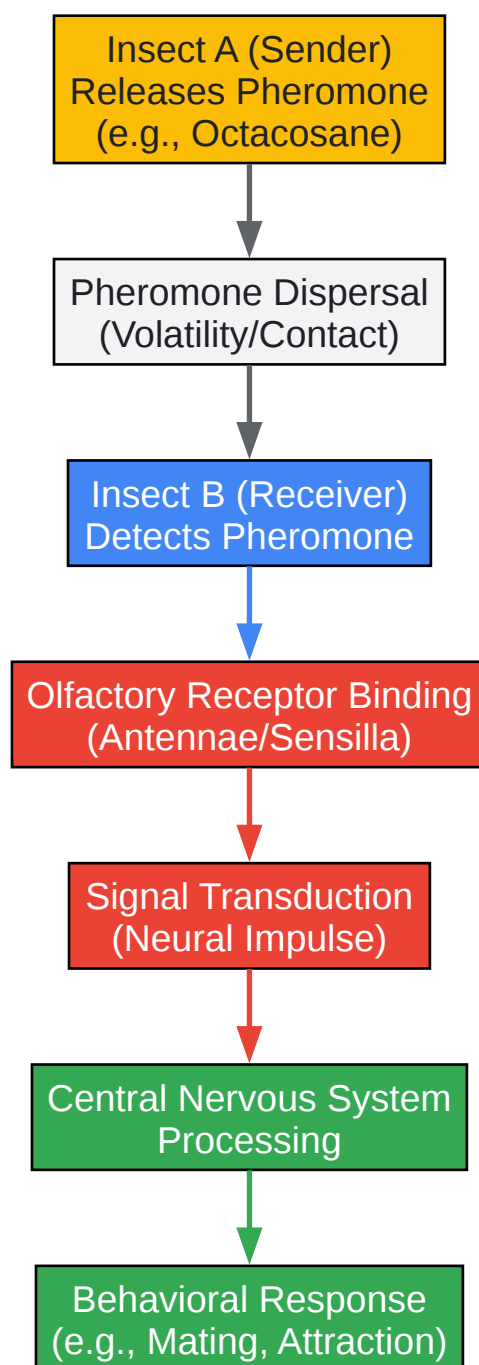 Insect A (Sender)
Releases Pheromone
(e.g., Octacosane)
Pheromone Dispersal
(Volatility/Contact)
Insect B (Receiver)
Detects Pheromone
Olfactory Receptor Binding
(Antennae/Sensilla)
Signal Transduction
(Neural Impulse)
Central Nervous System
Processing
Behavioral Response
(e.g., Mating, Attraction)